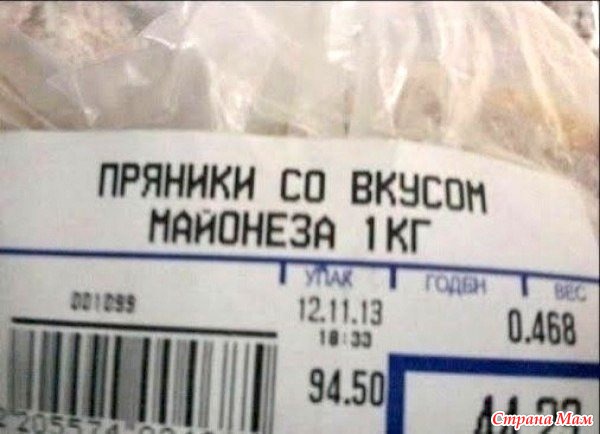 ПРЯНИКИ СО ВКУСОМ
МАЙОНЕЗА 1КГ
УПАК ГОДЕН ВЕС
001099
12.11.13
0.468
18:33
94.50
Страна Мам